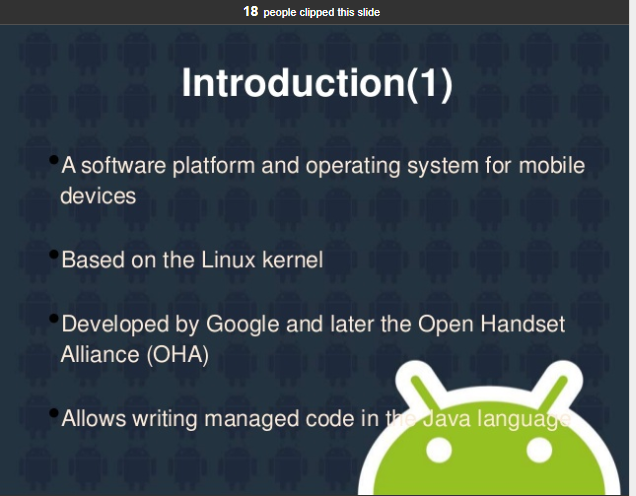 18 people clipped this slide
Introduction(1)
•A software platform and operating system for mobile
devices
•Based on the Linux kernel
•Developed by Google and later the Open Handset
Alliance (OHA)
•Allows writing managed code in the Java language